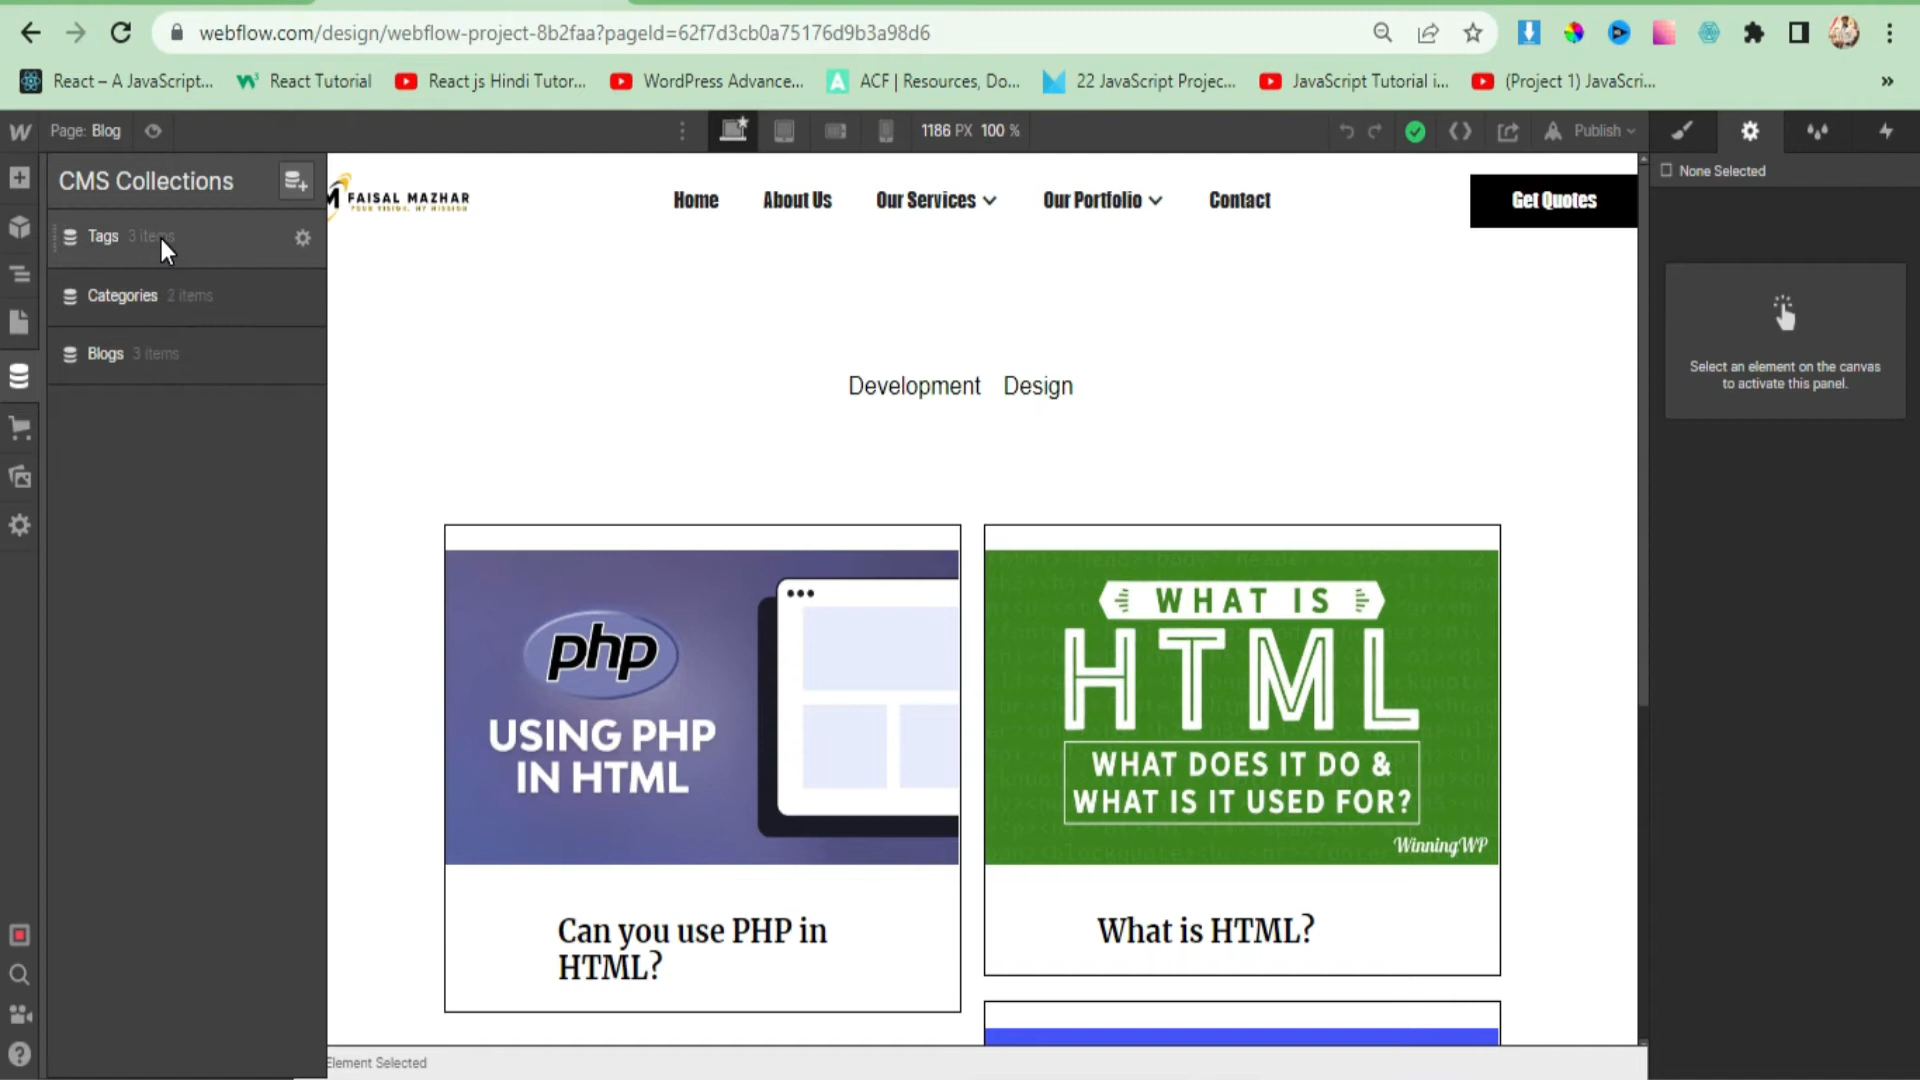 webflow.com/design/webflow-project-8b2faa?pageId=62f7d3cb0a75176d9b3a98d6
React – A JavaScript...
React Tutorial
React js Hindi Tutor...
WordPress Advance...
ACF | Resources, Do...
22 JavaScript Projec...
JavaScript Tutorial i...
(Project 1) JavaScri...
»
Page: Blog
1186 PX 100 %
Publish
CMS Collections
Tags 3 items
Categories 2 items
Blogs 3 items
FAISAL MAZHAR
YOUR VISION, MY MISSION
Home
About Us
Our Services
Our Portfolio
Contact
Get Quotes
None Selected
Select an element on the canvas
to activate this panel.
Development Design
php
USING PHP
IN HTML
WHAT IS
HTML
WHAT DOES IT DO &
WHAT IS IT USED FOR?
WinningWP
Can you use PHP in
HTML?
What is HTML?
Element Selected